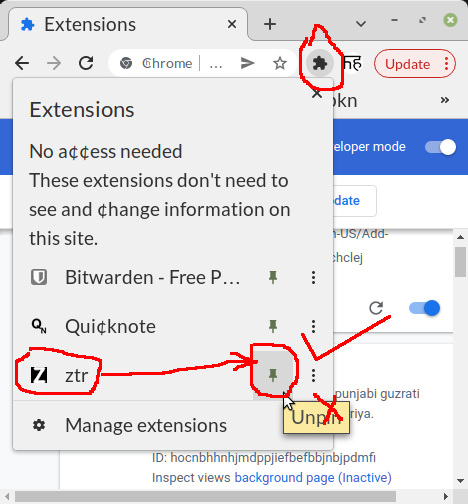 Extensions
ℂhrome | ...
हिंह
Update
Extensions
okn
»
No a¢¢ess needed
These extensions don't need to
see and ¢hange information on
this site.
eloper mode
date
n-US/Add-
chclej
Bitwarden - Free P...
Qui¢knote
ztr
Unpin
punjabi guzrati
riya.
Manage extensions
ID: hocnbhhnhjmdppjiefbefbbjnbjpdmfi
Inspect views background page (Inactive)